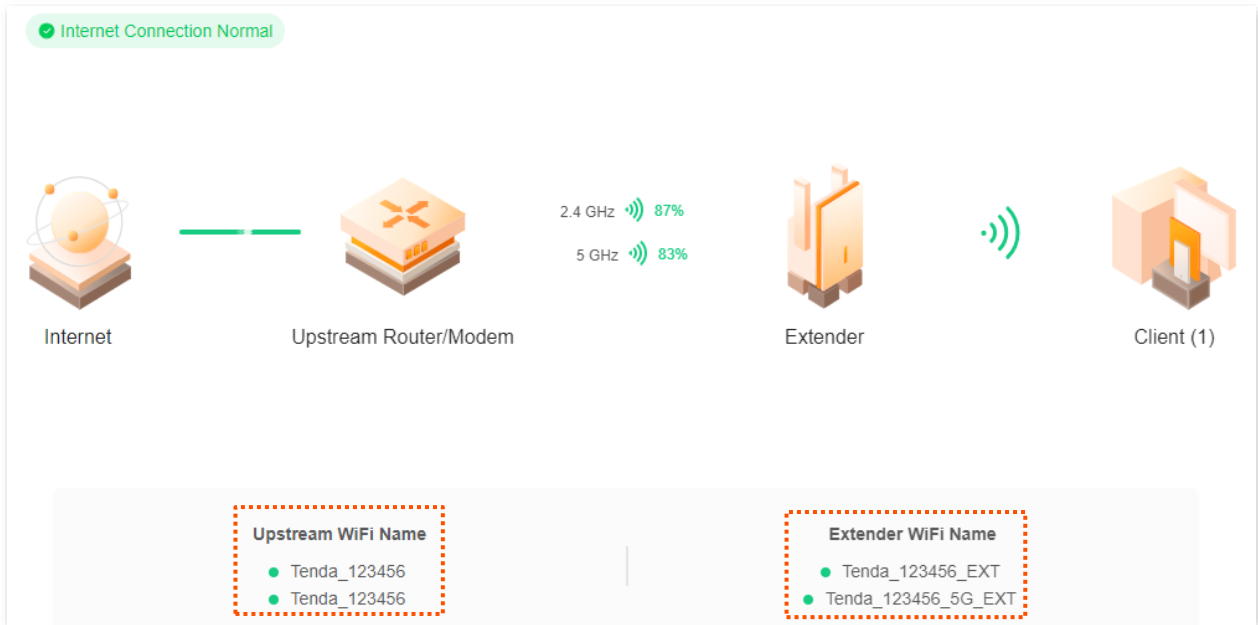 Internet Connection Normal
2.4 GHz 87%
5 GHz 83%
Internet
Upstream Router/Modem
Extender
Client (1)
Upstream WiFi Name
Tenda_123456
Tenda_123456
Extender WiFi Name
Tenda_123456_EXT
Tenda_123456_5G_EXT